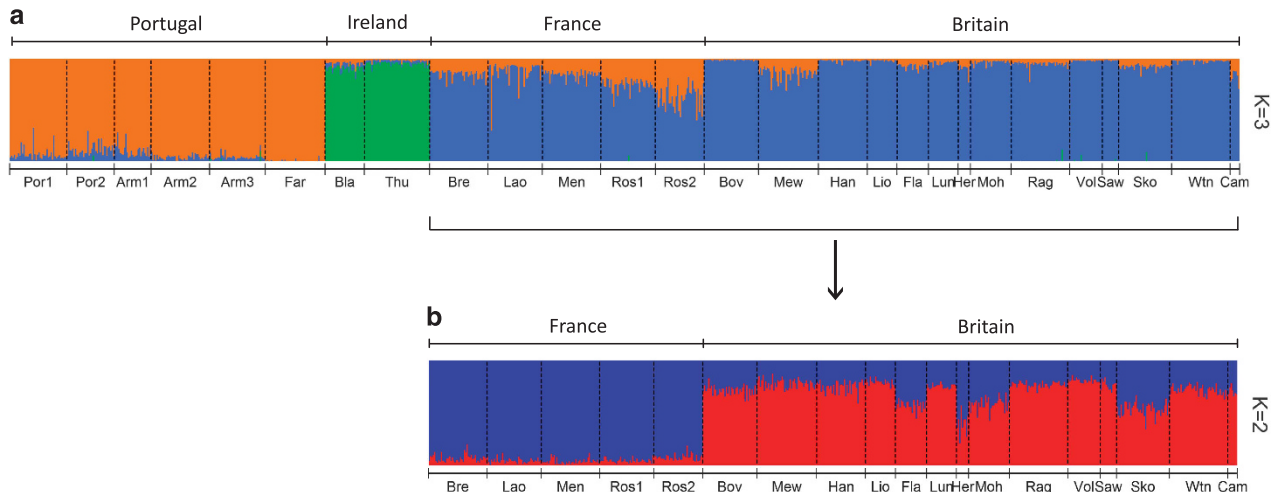 a
Portugal Ireland France Britain
K=3
Por1 Por2 Arm1 Arm2 Arm3 Far Bla Thu Bre Lao Men Ros1 Ros2 Bov Mew Han Lio Fla Lun Her Moh Rag Vol Saw Sko Wtn Cam
b
France Britain
K=2
Bre Lao Men Ros1 Ros2 Bov Mew Han Lio Fla Lun Her Moh Rag Vol Saw Sko Wtn Cam